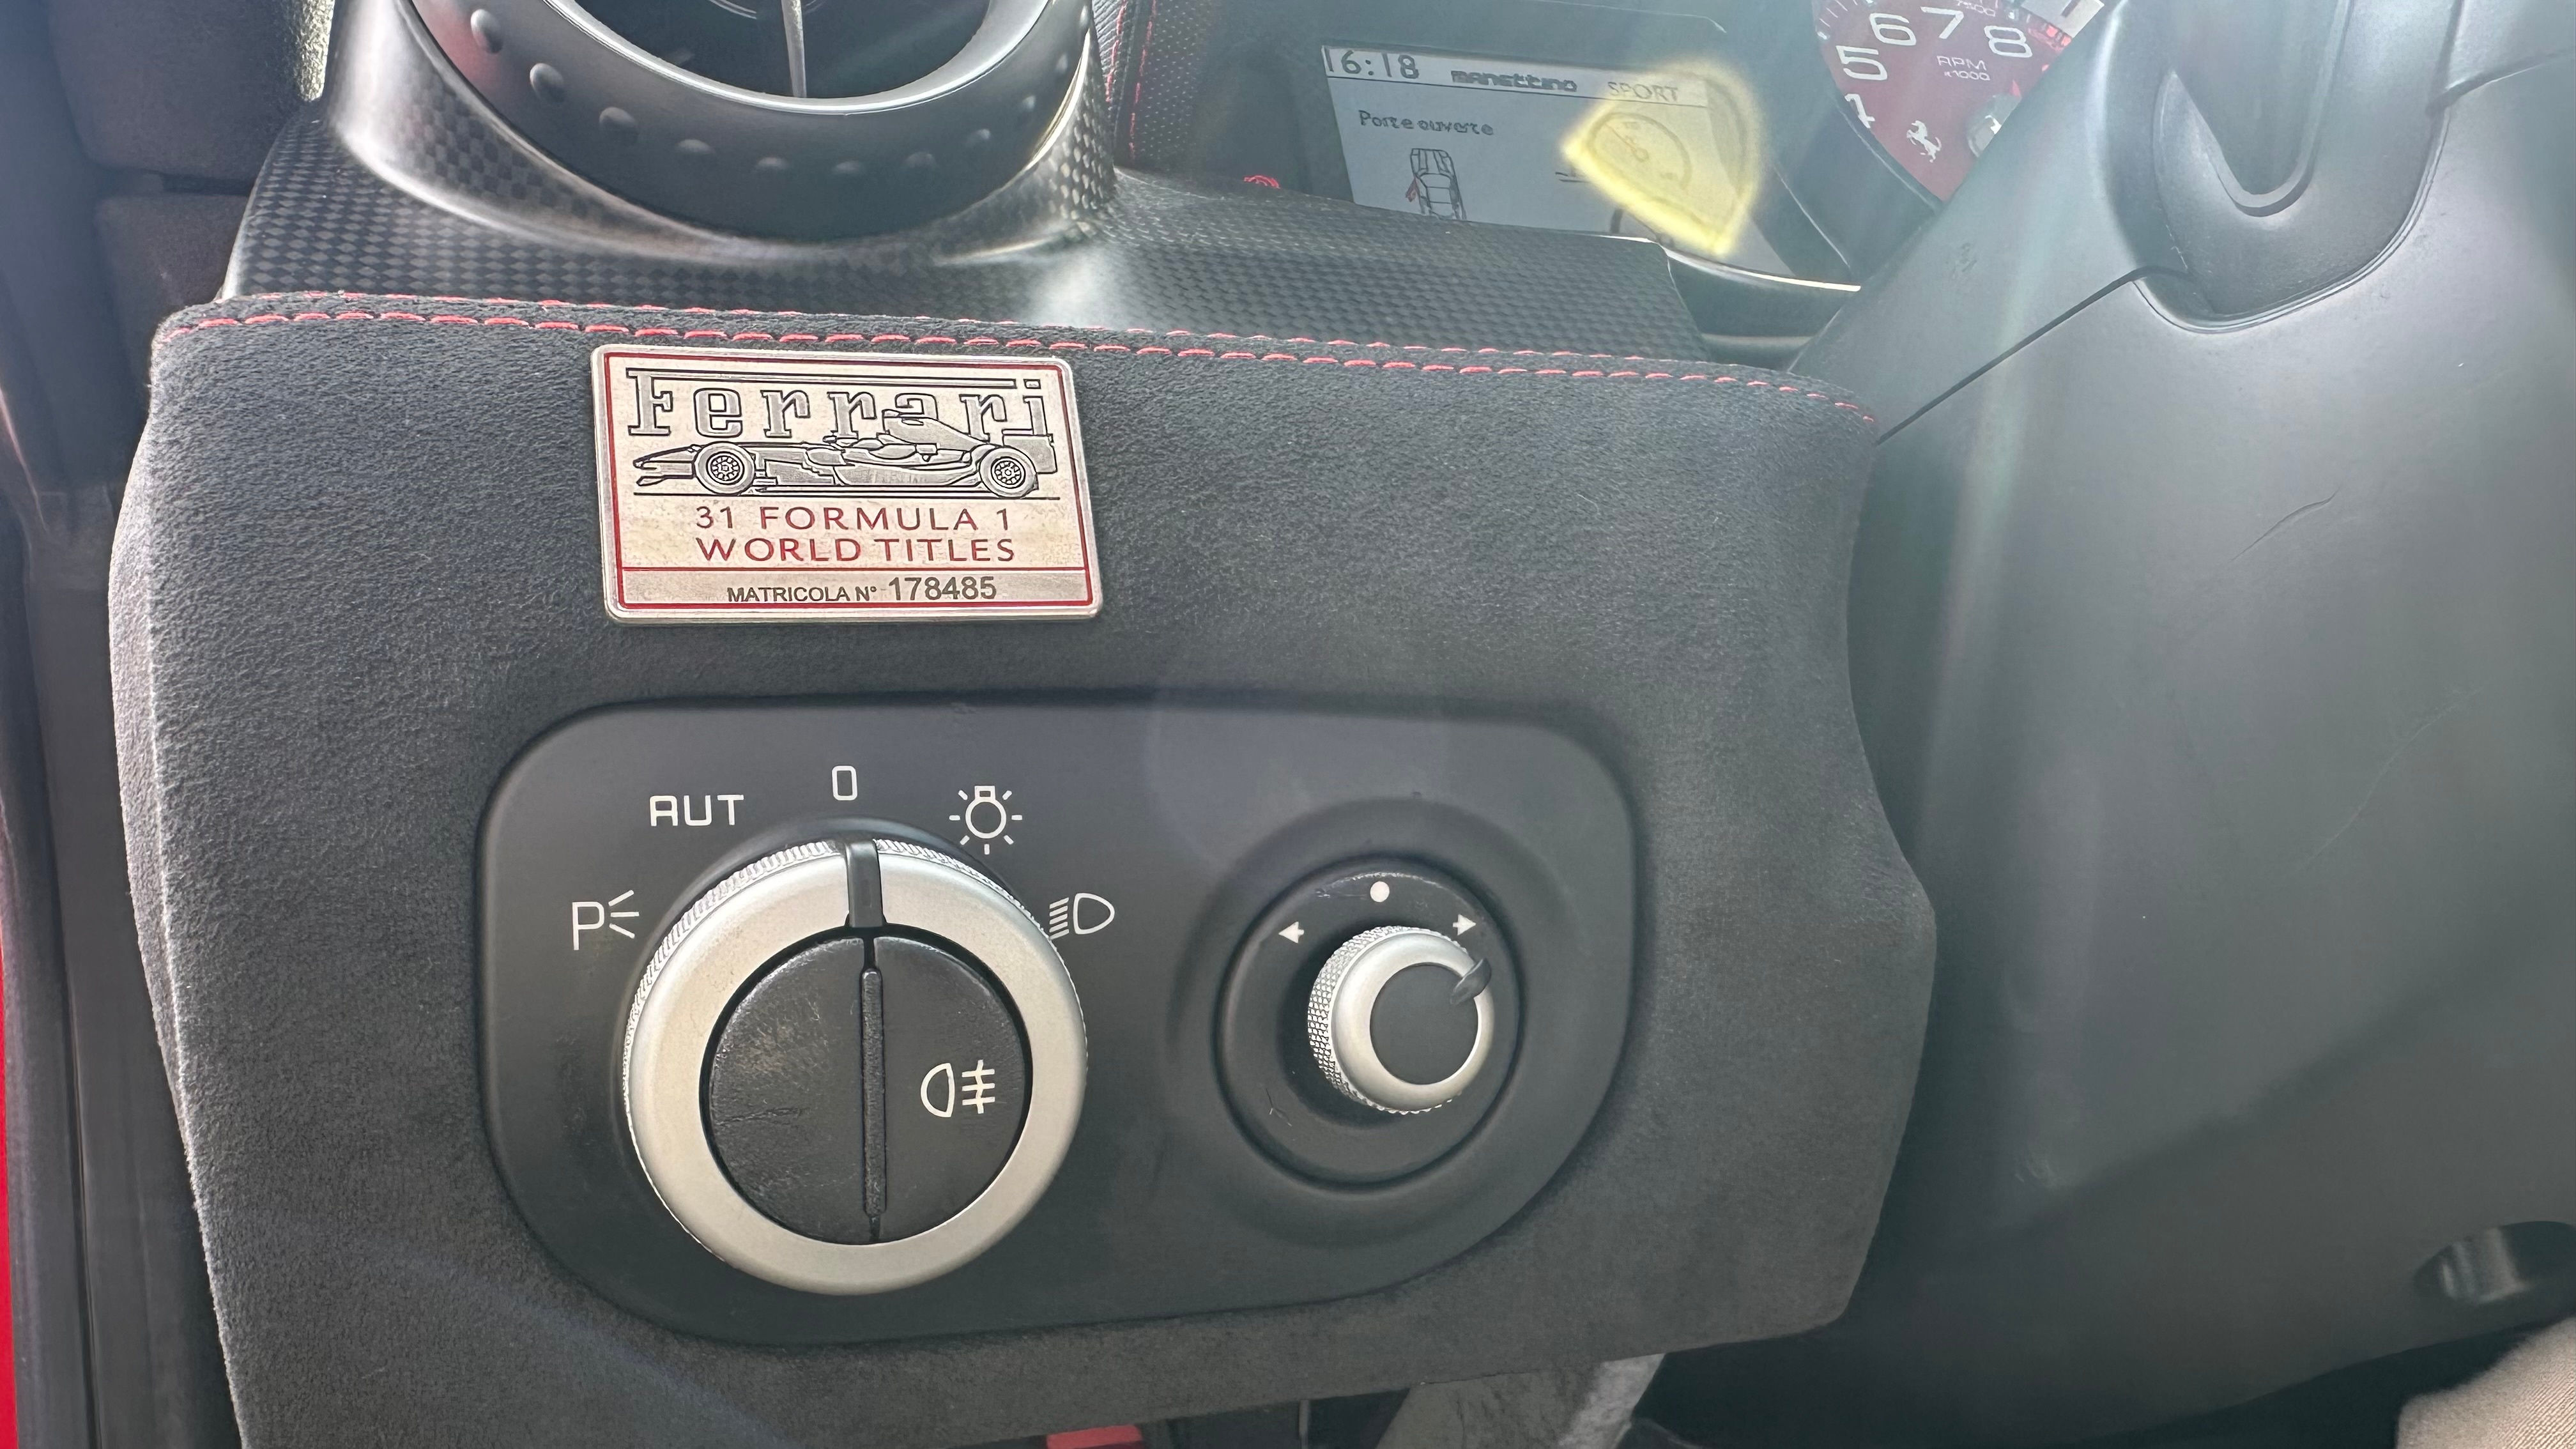 16:18 manettino SPORT
Porte ouverte
5 6 7 8
RPM
x1000
4
Ferrari
31 FORMULA 1
WORLD TITLES
MATRICOLA N° 178485
AUT 0
P